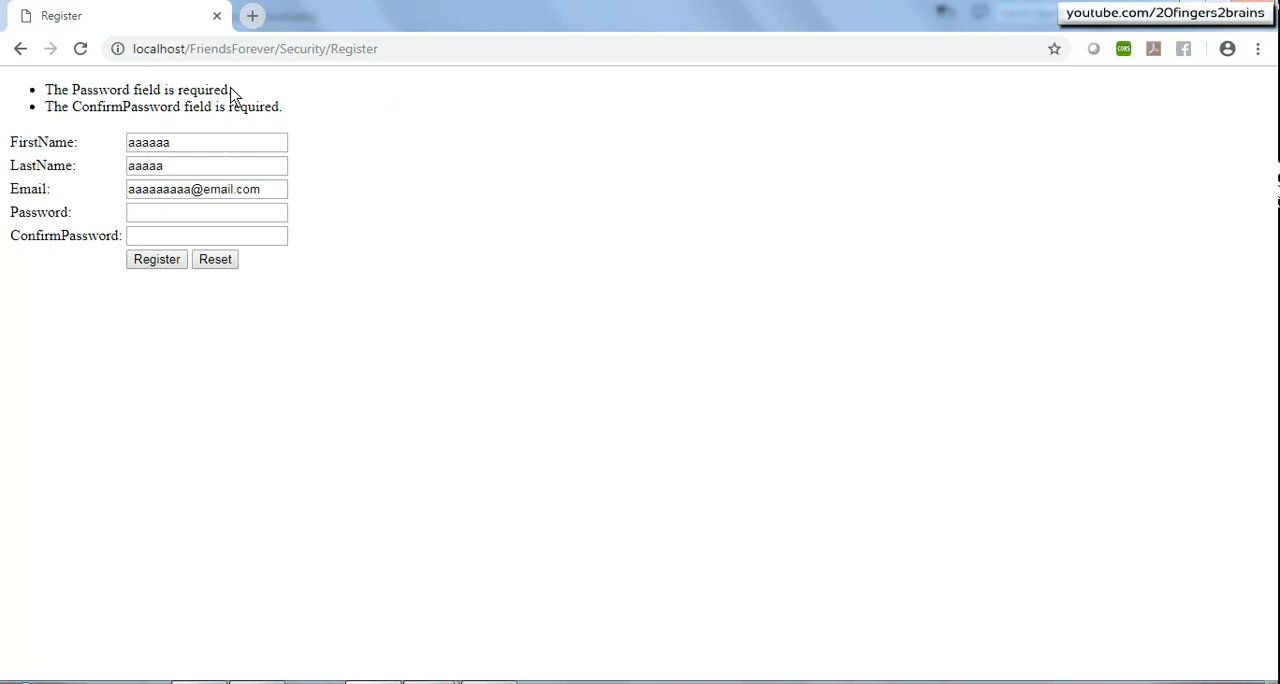 Register
youtube.com/20fingers2brains
localhost/FriendsForever/Security/Register
CORS
• The Password field is required.
• The ConfirmPassword field is required.
FirstName: aaaaaa
LastName: aaaaa
Email: aaaaaaaaa@email.com
Password:
ConfirmPassword:
Register Reset